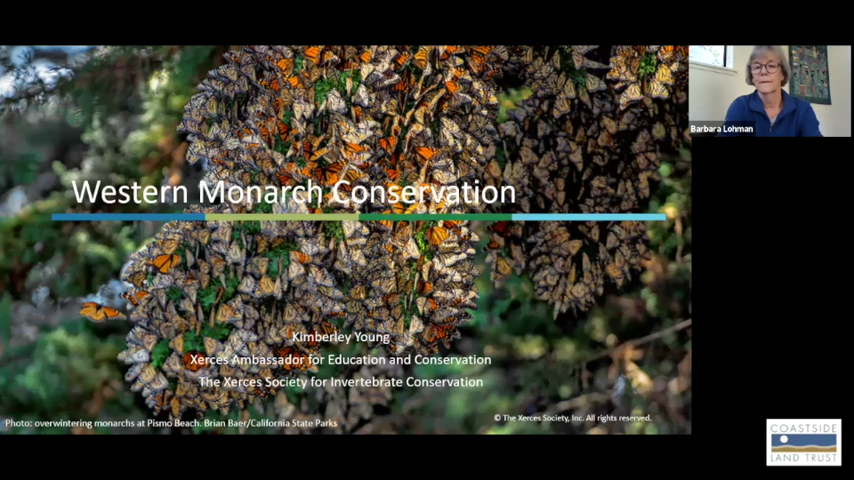 Barbara Lohman
Western Monarch Conservation
Kimberley Young
Xerces Ambassador for Education and Conservation
The Xerces Society for Invertebrate Conservation
Photo: overwintering monarchs at Pismo Beach. Brian Baer/California State Parks
© The Xerces Society, Inc. All rights reserved.
COASTSIDE
LAND TRUST